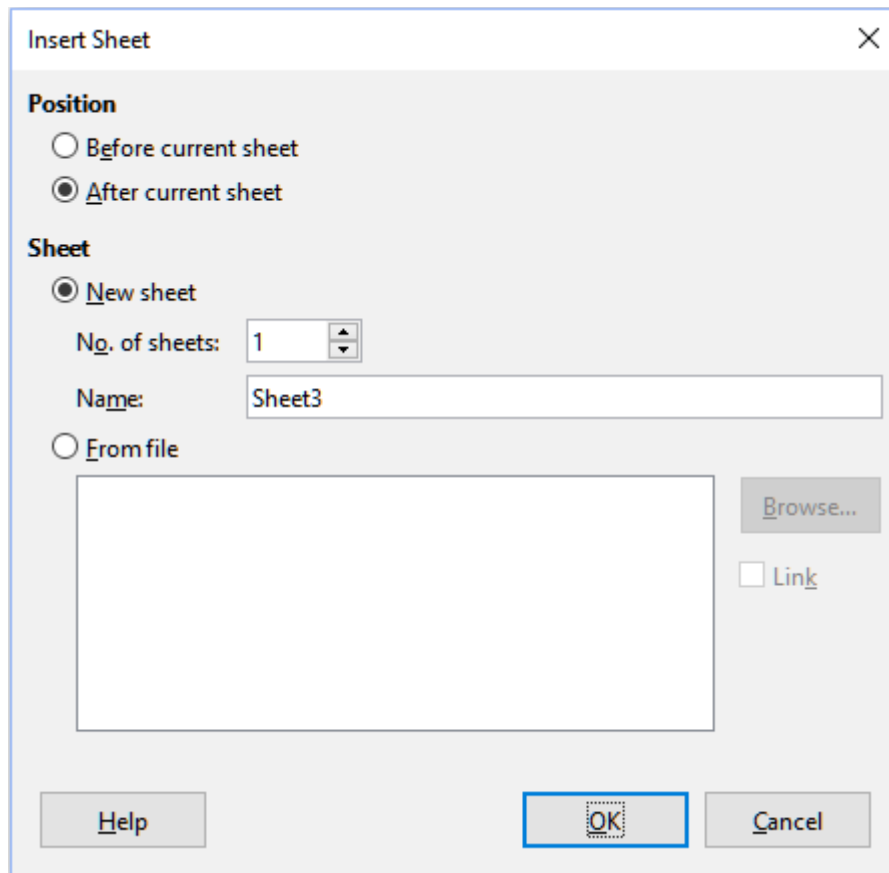 Insert Sheet
Position
Before current sheet
After current sheet
Sheet
New sheet
No. of sheets: 1
Name: Sheet3
From file
Browse...
Link
Help OK Cancel